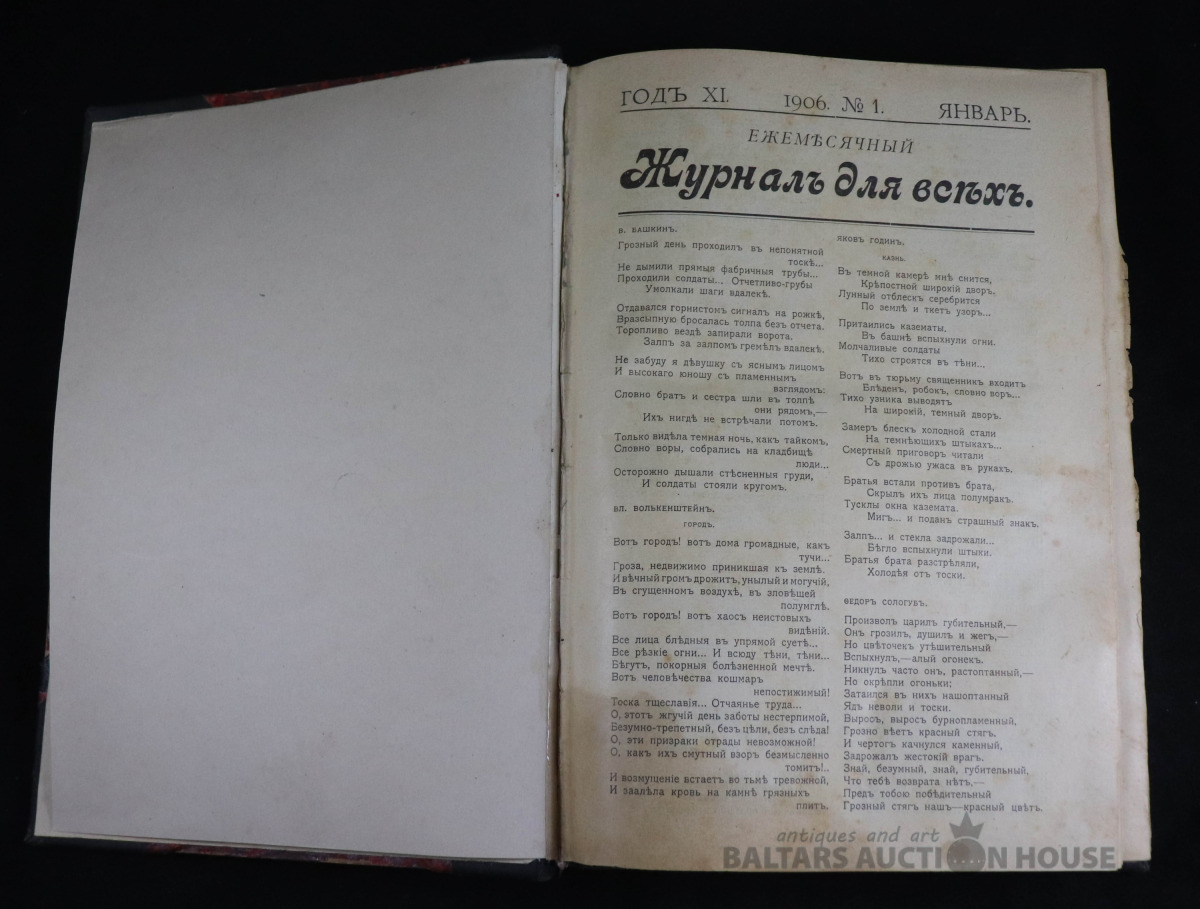 ГОДЪ XI. 1906. № 1. ЯНВАРЬ.
ЕЖЕМѢСЯЧНЫЙ
Журналъ для всѣхъ.
В. БАШКИНЪ.
Грозный день проходилъ въ непонятной
тоскѣ...
Не дымили прямыя фабричныя трубы...
Проходили солдаты... Отчетливо-грубы
Умолкали шаги вдалекѣ.
Отдавался горнистомъ сигналъ на рожкѣ,
Вразсыпную бросалась толпа безъ отчета.
Торопливо вездѣ запирали ворота.
Залпъ за залпомъ гремѣлъ вдалекѣ.
Не забуду я дѣвушку съ яснымъ лицомъ
И высокаго юношу съ пламеннымъ
взглядомъ:
Словно братъ и сестра шли въ толпѣ
они рядомъ,—
Ихъ нигдѣ не встрѣчали потомъ.
Только видѣла темная ночь, какъ тайкомъ,
Словно воры, собрались на кладбищѣ
люди...
Осторожно дышали стѣсненныя груди,
И солдаты стояли кругомъ.
ВЛ. ВОЛЬКЕНШТЕЙНЪ.
ГОРОДЪ.
Вотъ городъ! вотъ дома громадные, какъ
тучи...
Гроза, недвижимо приникшая къ землѣ.
И вѣчный громъ дрожитъ, унылый и могучій,
Въ сгущенномъ воздухѣ, въ зловѣщей
полумглѣ.
Вотъ городъ! вотъ хаосъ неистовыхъ
видѣній.
Все лица блѣдныя въ упрямой суетѣ...
Все рѣзкіе огни... И всюду тѣни, тѣни...
Бѣгутъ, покорныя болѣзненной мечтѣ.
Вотъ человѣчества кошмаръ
непостижимый!
Тоска тщеславія... Отчаянье труда...
О, этотъ жгучій день заботы нестерпимой,
Безумно-трепетный, безъ цѣли, безъ слѣда!
О, эти призраки отрады невозможной!
О, какъ ихъ смутный взоръ безмысленно
томитъ!..
И возмущеніе встаетъ во тьмѣ тревожной,
И заалѣла кровь на камнѣ грязныхъ
плитъ.
ЯКОВЪ ГОДИНЪ.
КАЗНЬ.
Въ темной камерѣ мнѣ снится,
Крѣпостной широкій дворъ,
Лунный отблескъ серебрится
По землѣ и ткетъ узоръ...
Притаились казематы.
Въ башнѣ вспыхнули огни.
Молчаливые солдаты
Тихо строятся въ тѣни...
Вотъ въ тюрьму священникъ входитъ
Блѣденъ, робокъ, словно воръ...
Тихо узника выводятъ
На широкій, темный дворъ.
Замеръ блескъ холодной стали
На темнѣющихъ штыкахъ...
Смертный приговоръ читали
Съ дрожью ужаса въ рукахъ.
Братья встали противъ брата,
Скрылъ ихъ лица полумракъ.
Тусклы окна каземата.
Мигъ... и поданъ страшный знакъ.
Залпъ... и стекла задрожали...
Бѣгло вспыхнули штыки.
Братья брата разстрѣляли,
Холодѣя отъ тоски.
ѲЕДОРЪ СОЛОГУБЪ.
Произволъ царилъ губительный,—
Онъ грозилъ, душилъ и жегъ,—
Но цвѣточекъ утѣшительный
Вспыхнулъ,—алый огонекъ.
Никнулъ часто онъ, растоптанный,—
Но окрѣпли огоньки;
Затаился въ нихъ нашоптанный
Ядъ неволи и тоски.
Выросъ, выросъ бурнопламенный,
Грозно вѣетъ красный стягъ.
И чертогъ качнулся каменный,
Задрожалъ жестокій врагъ.
Знай, безумный, знай, губительный,
Что тебѣ возврата нѣтъ,—
Предъ тобою побѣдительный
Грозный стягъ нашъ—красный цвѣтъ.
antiques and art
BALTARS AUCTION HOUSE